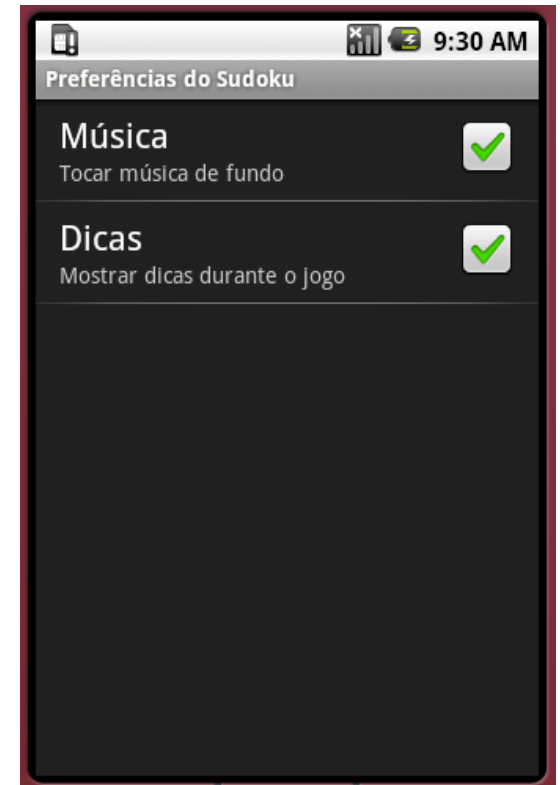 9:30 AM
Preferências do Sudoku
Música
Tocar música de fundo
Dicas
Mostrar dicas durante o jogo